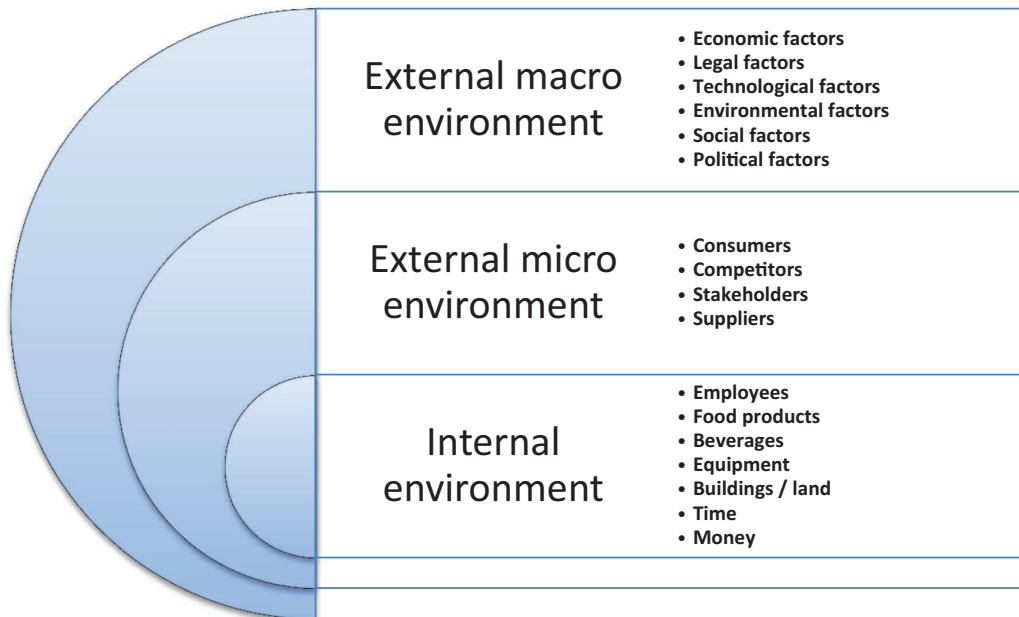 External macro
environment
• Economic factors
• Legal factors
• Technological factors
• Environmental factors
• Social factors
• Political factors
External micro
environment
• Consumers
• Competitors
• Stakeholders
• Suppliers
Internal
environment
• Employees
• Food products
• Beverages
• Equipment
• Buildings / land
• Time
• Money